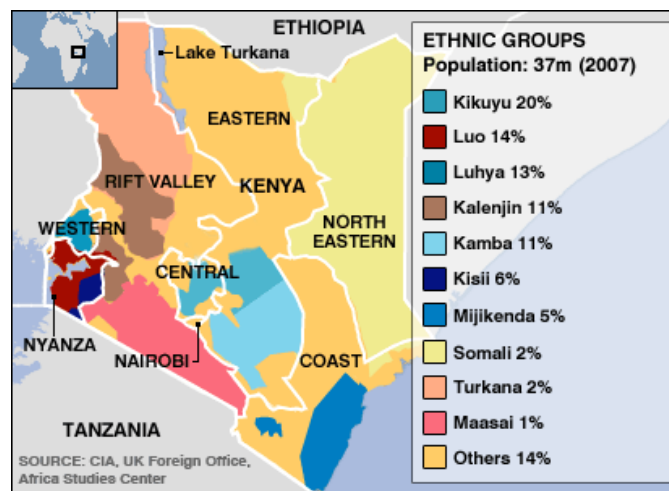 ETHIOPIA
Lake Turkana
EASTERN
RIFT VALLEY
KENYA
WESTERN
NORTH
EASTERN
CENTRAL
NYANZA
NAIROBI
COAST
TANZANIA
SOURCE: CIA, UK Foreign Office,
Africa Studies Center
ETHNIC GROUPS
Population: 37m (2007)
Kikuyu 20%
Luo 14%
Luhya 13%
Kalenjin 11%
Kamba 11%
Kisii 6%
Mijikenda 5%
Somali 2%
Turkana 2%
Maasai 1%
Others 14%